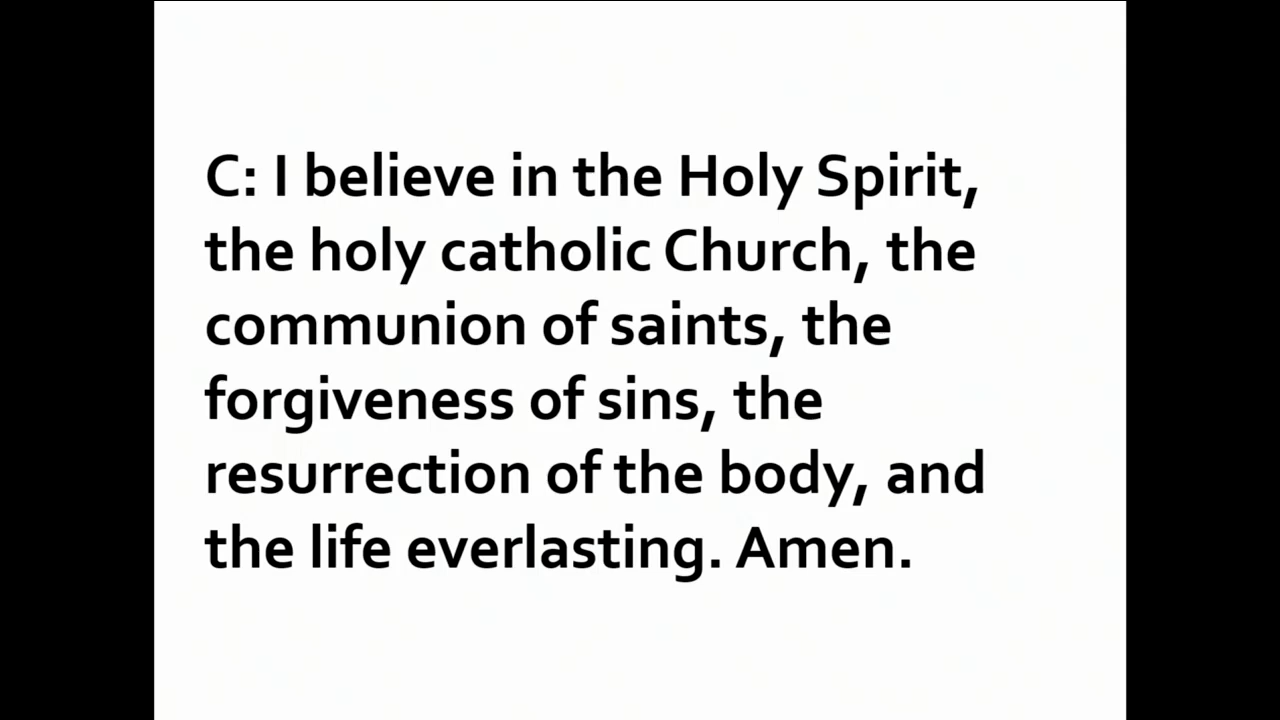 C: I believe in the Holy Spirit,
the holy catholic Church, the
communion of saints, the
forgiveness of sins, the
resurrection of the body, and
the life everlasting. Amen.